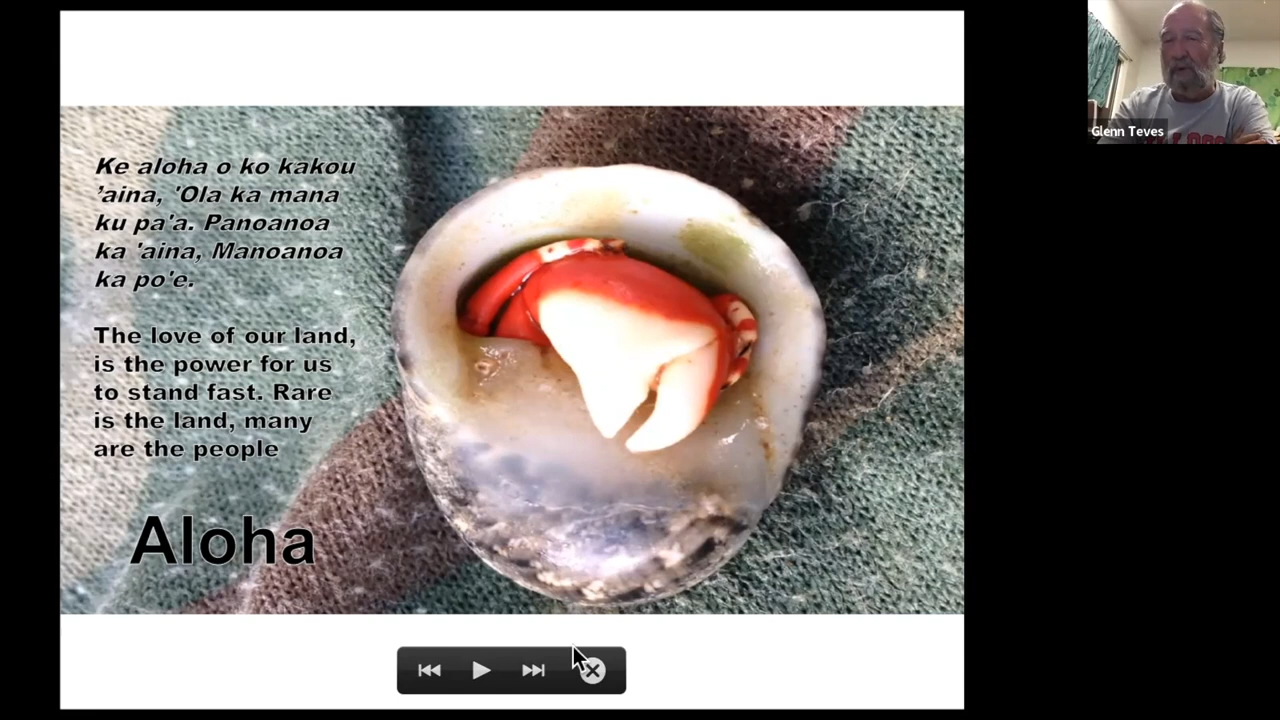 Ke aloha o ko kakou
’aina, 'Ola ka mana
ku pa'a. Panoanoa
ka 'aina, Manoanoa
ka po'e.
The love of our land,
is the power for us
to stand fast. Rare
is the land, many
are the people
Aloha
Glenn Teves